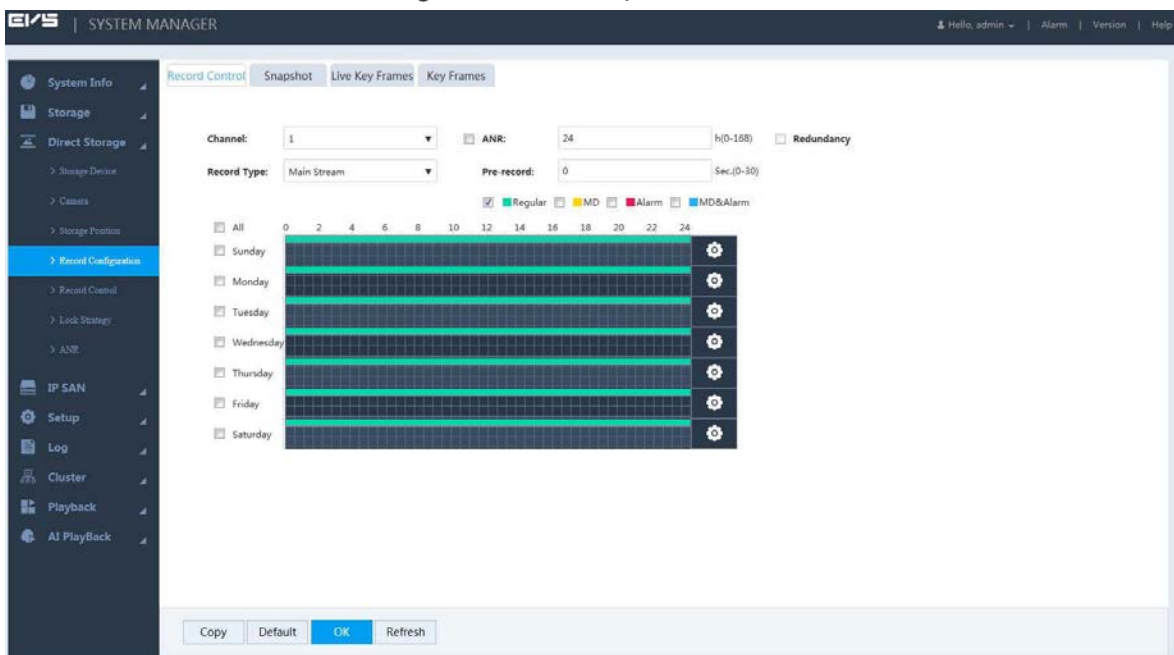 EVS | SYSTEM MANAGER
Hello, admin | Alarm | Version | Help
System Info
Storage
Direct Storage
> Storage Device
> Camera
> Storage Position
> Record Configuration
> Record Control
> Lock Strategy
> ANR
IP SAN
Setup
Log
Cluster
Playback
AI PlayBack
Record Control Snapshot Live Key Frames Key Frames
Channel: 1 ANR: 24 h(0-168) Redundancy
Record Type: Main Stream Pre-record: 0 Sec.(0-30)
Regular MD Alarm MD&Alarm
All 0 2 4 6 8 10 12 14 16 18 20 22 24
Sunday
Monday
Tuesday
Wednesday
Thursday
Friday
Saturday
Copy Default OK Refresh